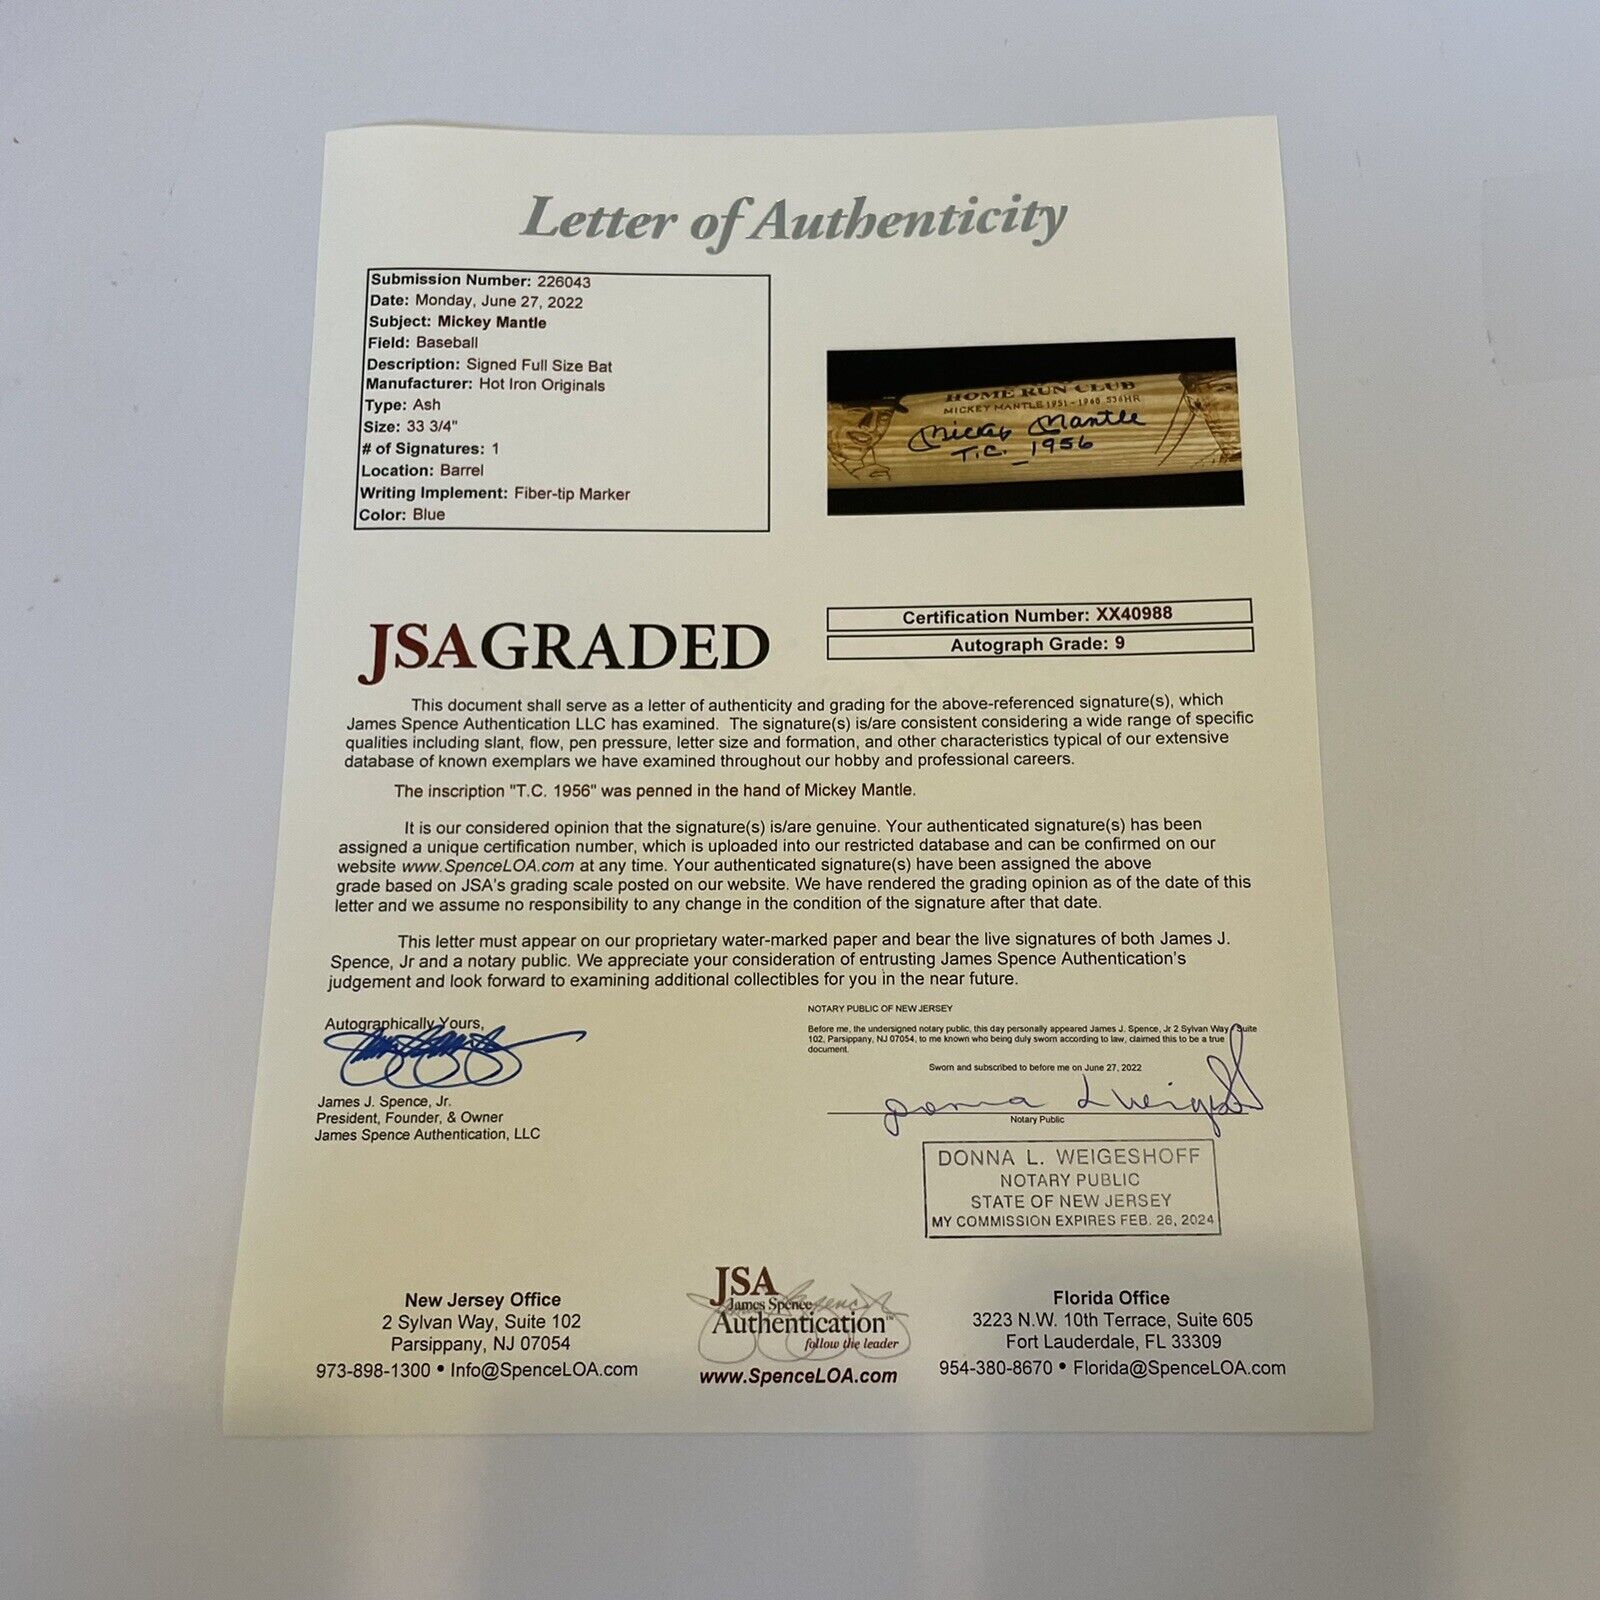 Letter of Authenticity
Submission Number: 226043
Date: Monday, June 27, 2022
Subject: Mickey Mantle
Field: Baseball
Description: Signed Full Size Bat
Manufacturer: Hot Iron Originals
Type: Ash
Size: 33 3/4"
# of Signatures: 1
Location: Barrel
Writing Implement: Fiber-tip Marker
Color: Blue
HOME RUN CLUB
MICKEY MANTLE 1951 - 1968 536HR
Mickey Mantle
T.C. 1956
JSAGRADED
Certification Number: XX40988
Autograph Grade: 9
This document shall serve as a letter of authenticity and grading for the above-referenced signature(s), which
James Spence Authentication LLC has examined. The signature(s) is/are consistent considering a wide range of specific
qualities including slant, flow, pen pressure, letter size and formation, and other characteristics typical of our extensive
database of known exemplars we have examined throughout our hobby and professional careers.
The inscription "T.C. 1956" was penned in the hand of Mickey Mantle.
It is our considered opinion that the signature(s) is/are genuine. Your authenticated signature(s) has been
assigned a unique certification number, which is uploaded into our restricted database and can be confirmed on our
website www.SpenceLOA.com at any time. Your authenticated signature(s) have been assigned the above
grade based on JSA's grading scale posted on our website. We have rendered the grading opinion as of the date of this
letter and we assume no responsibility to any change in the condition of the signature after that date.
This letter must appear on our proprietary water-marked paper and bear the live signatures of both James J.
Spence, Jr and a notary public. We appreciate your consideration of entrusting James Spence Authentication's
judgement and look forward to examining additional collectibles for you in the near future.
Autographically Yours,
James J. Spence, Jr.
President, Founder, & Owner
James Spence Authentication, LLC
NOTARY PUBLIC OF NEW JERSEY
Before me, the undersigned notary public, this day personally appeared James J. Spence, Jr 2 Sylvan Way, Suite
102, Parsippany, NJ 07054, to me known who being duly sworn according to law, claimed this to be a true
document.
Sworn and subscribed to before me on June 27, 2022
Donna L Weigeshoff
Notary Public
DONNA L. WEIGESHOFF
NOTARY PUBLIC
STATE OF NEW JERSEY
MY COMMISSION EXPIRES FEB. 26, 2024
New Jersey Office
2 Sylvan Way, Suite 102
Parsippany, NJ 07054
973-898-1300 • Info@SpenceLOA.com
JSA
James Spence
Authentication™
follow the leader
www.SpenceLOA.com
Florida Office
3223 N.W. 10th Terrace, Suite 605
Fort Lauderdale, FL 33309
954-380-8670 • Florida@SpenceLOA.com